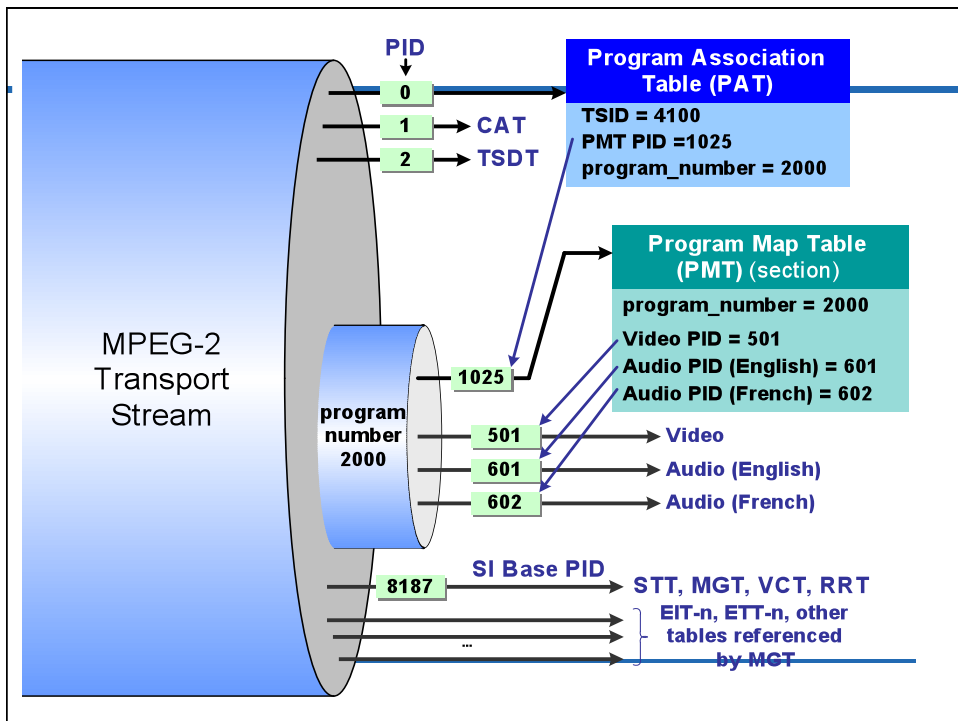 PID
0
1
CAT
2
TSDT
Program Association
Table (PAT)
TSID = 4100
PMT PID =1025
program_number = 2000
Program Map Table
(PMT) (section)
program_number = 2000
Video PID = 501
Audio PID (English) = 601
Audio PID (French) = 602
MPEG-2
Transport
Stream
program
number
2000
1025
501
Video
601
Audio (English)
602
Audio (French)
SI Base PID
8187
STT, MGT, VCT, RRT
EIT-n, ETT-n, other
tables referenced
by MGT
...